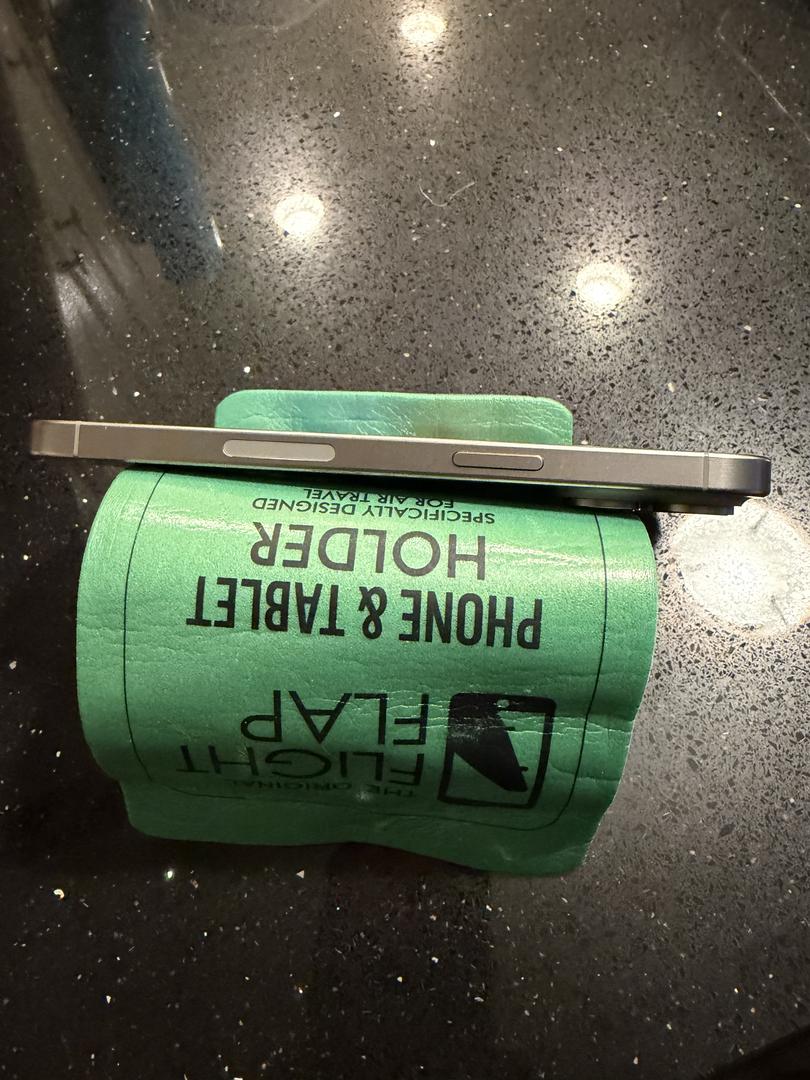 THE ORIGINAL
FLIGHT
FLAP
PHONE & TABLET
HOLDER
SPECIFICALLY DESIGNED
FOR AIR TRAVEL